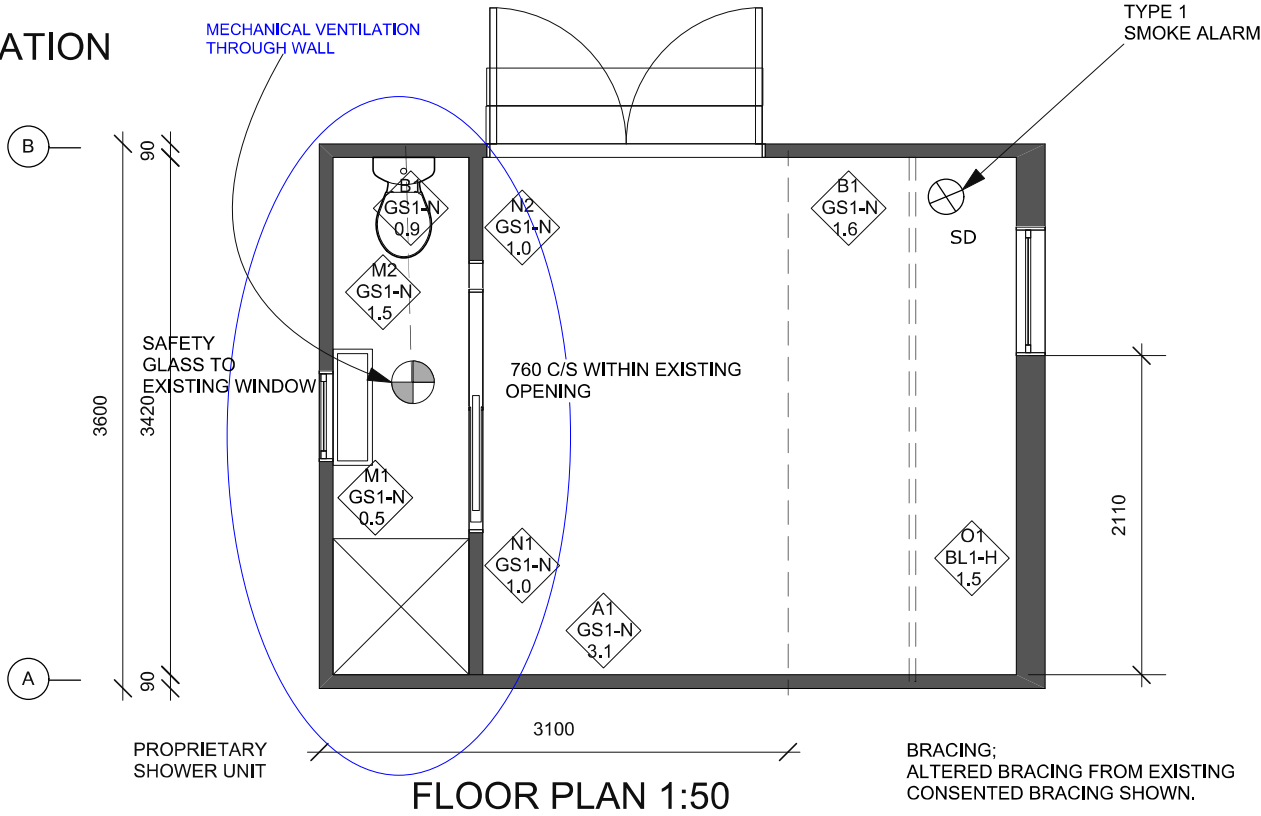 ATION
MECHANICAL VENTILATION
THROUGH WALL
TYPE 1
SMOKE ALARM
B
90
B1
GS1-N
0.9
N2
GS1-N
1.0
B1
GS1-N
1.6
SD
M2
GS1-N
1.5
SAFETY
GLASS TO
EXISTING WINDOW
760 C/S WITHIN EXISTING
OPENING
3600
3420
M1
GS1-N
0.5
2110
N1
GS1-N
1.0
O1
BL1-H
1.5
A1
GS1-N
3.1
A
90
3100
PROPRIETARY
SHOWER UNIT
BRACING;
ALTERED BRACING FROM EXISTING
CONSENTED BRACING SHOWN.
FLOOR PLAN 1:50